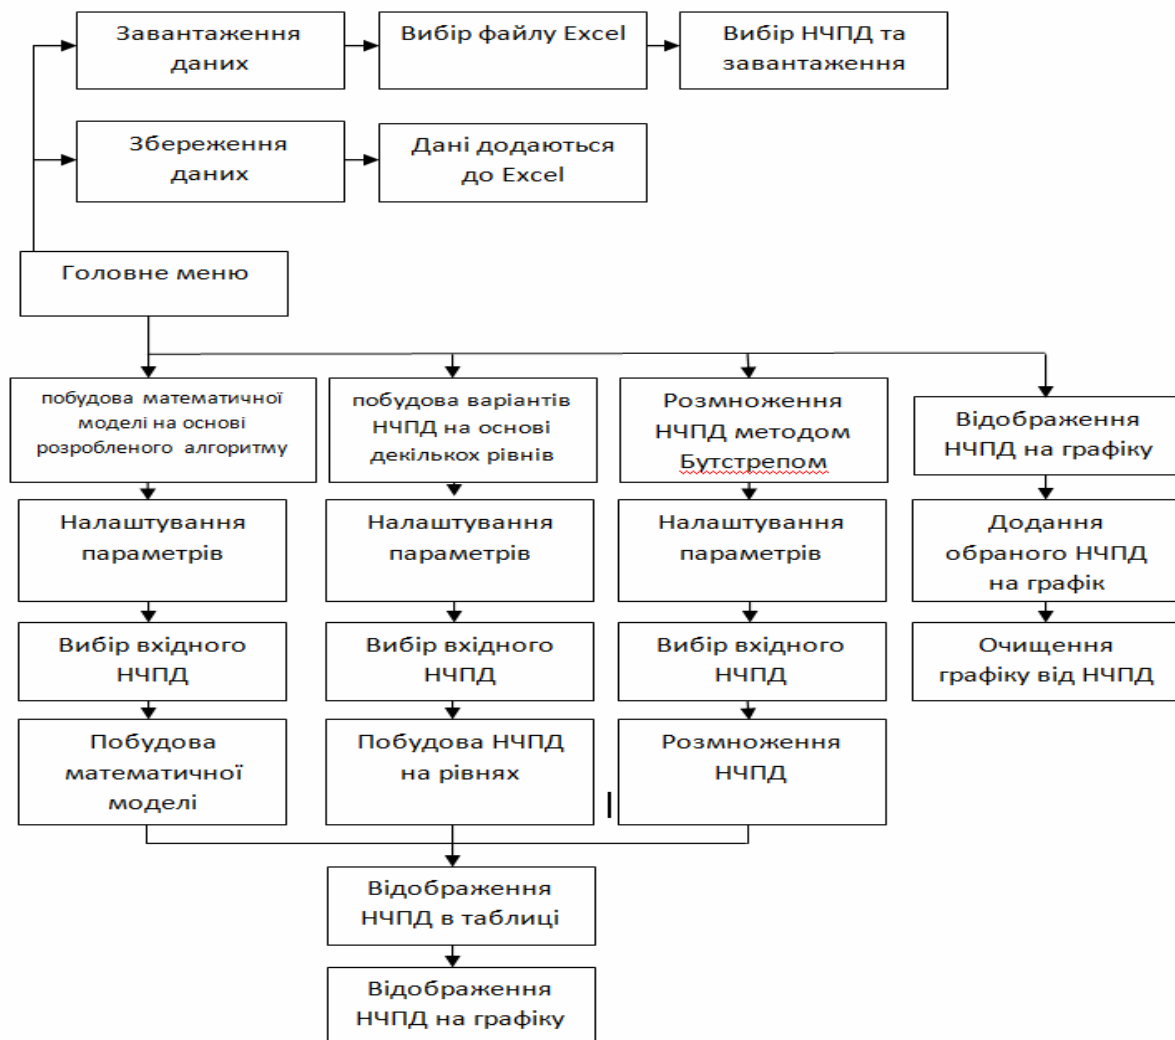 Завантаження
даних
Вибір файлу Excel
Вибір НЧПД та
завантаження
Збереження
даних
Дані додаються
до Excel
Головне меню
побудова математичної
моделі на основі
розробленого алгоритму
побудова варіантів
НЧПД на основі
декількох рівнів
Розмноження
НЧПД методом
Бутстрепом
Відображення
НЧПД на графіку
Налаштування
параметрів
Налаштування
параметрів
Налаштування
параметрів
Додання
обраного НЧПД
на графік
Вибір вхідного
НЧПД
Вибір вхідного
НЧПД
Вибір вхідного
НЧПД
Очищення
графіку від НЧПД
Побудова
математичної
моделі
Побудова НЧПД
на рівнях
Розмноження
НЧПД
Відображення
НЧПД в таблиці
Відображення
НЧПД на графіку